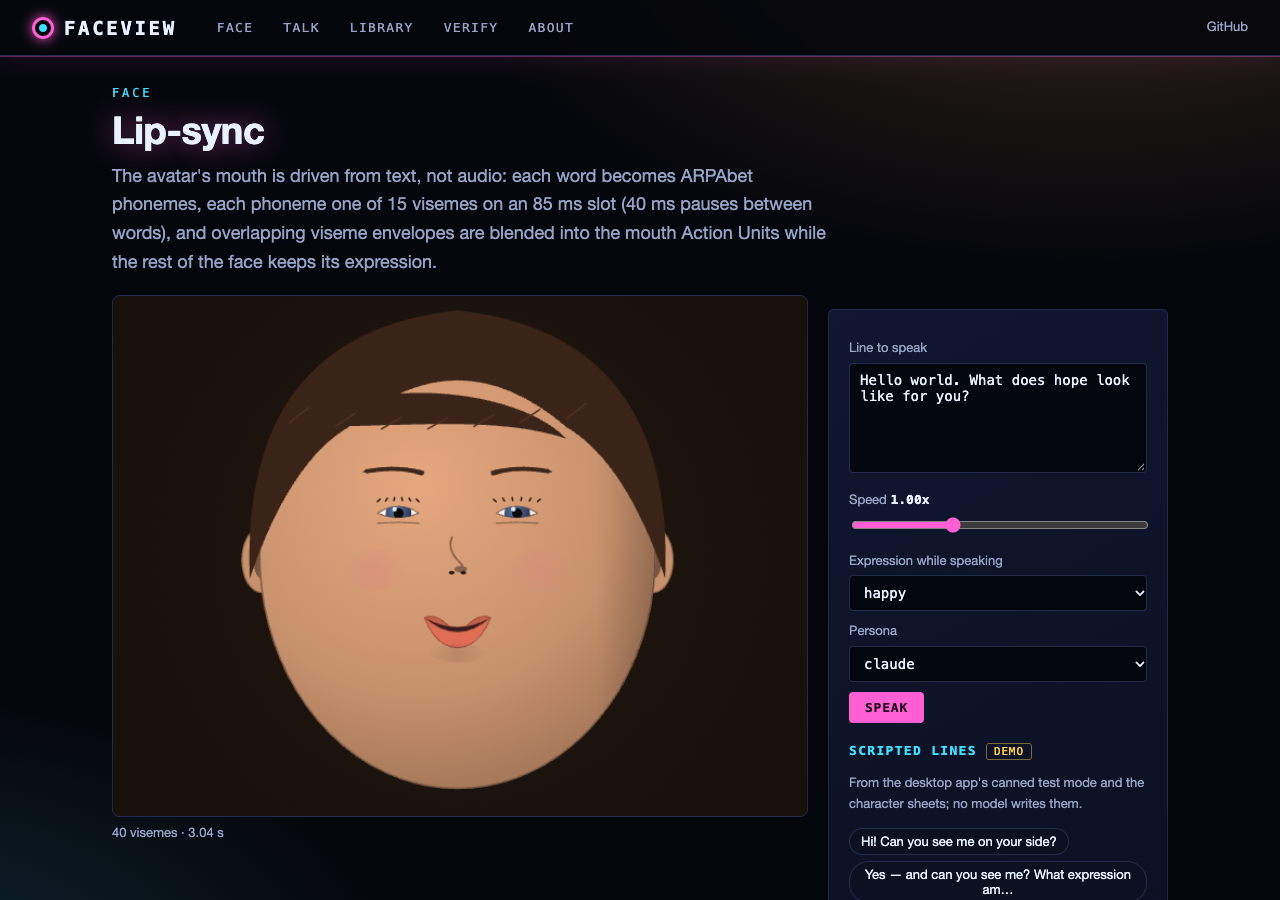 FACEVIEW
FACE
TALK
LIBRARY
VERIFY
ABOUT
GitHub
FACE
Lip-sync
The avatar's mouth is driven from text, not audio: each word becomes ARPAbet
phonemes, each phoneme one of 15 visemes on an 85 ms slot (40 ms pauses between
words), and overlapping viseme envelopes are blended into the mouth Action Units while
the rest of the face keeps its expression.
40 visemes · 3.04 s
Line to speak
Hello world. What does hope look
like for you?
Speed 1.00x
Expression while speaking
happy
Persona
claude
SPEAK
SCRIPTED LINES DEMO
From the desktop app's canned test mode and the
character sheets; no model writes them.
Hi! Can you see me on your side?
Yes — and can you see me? What expression
am…